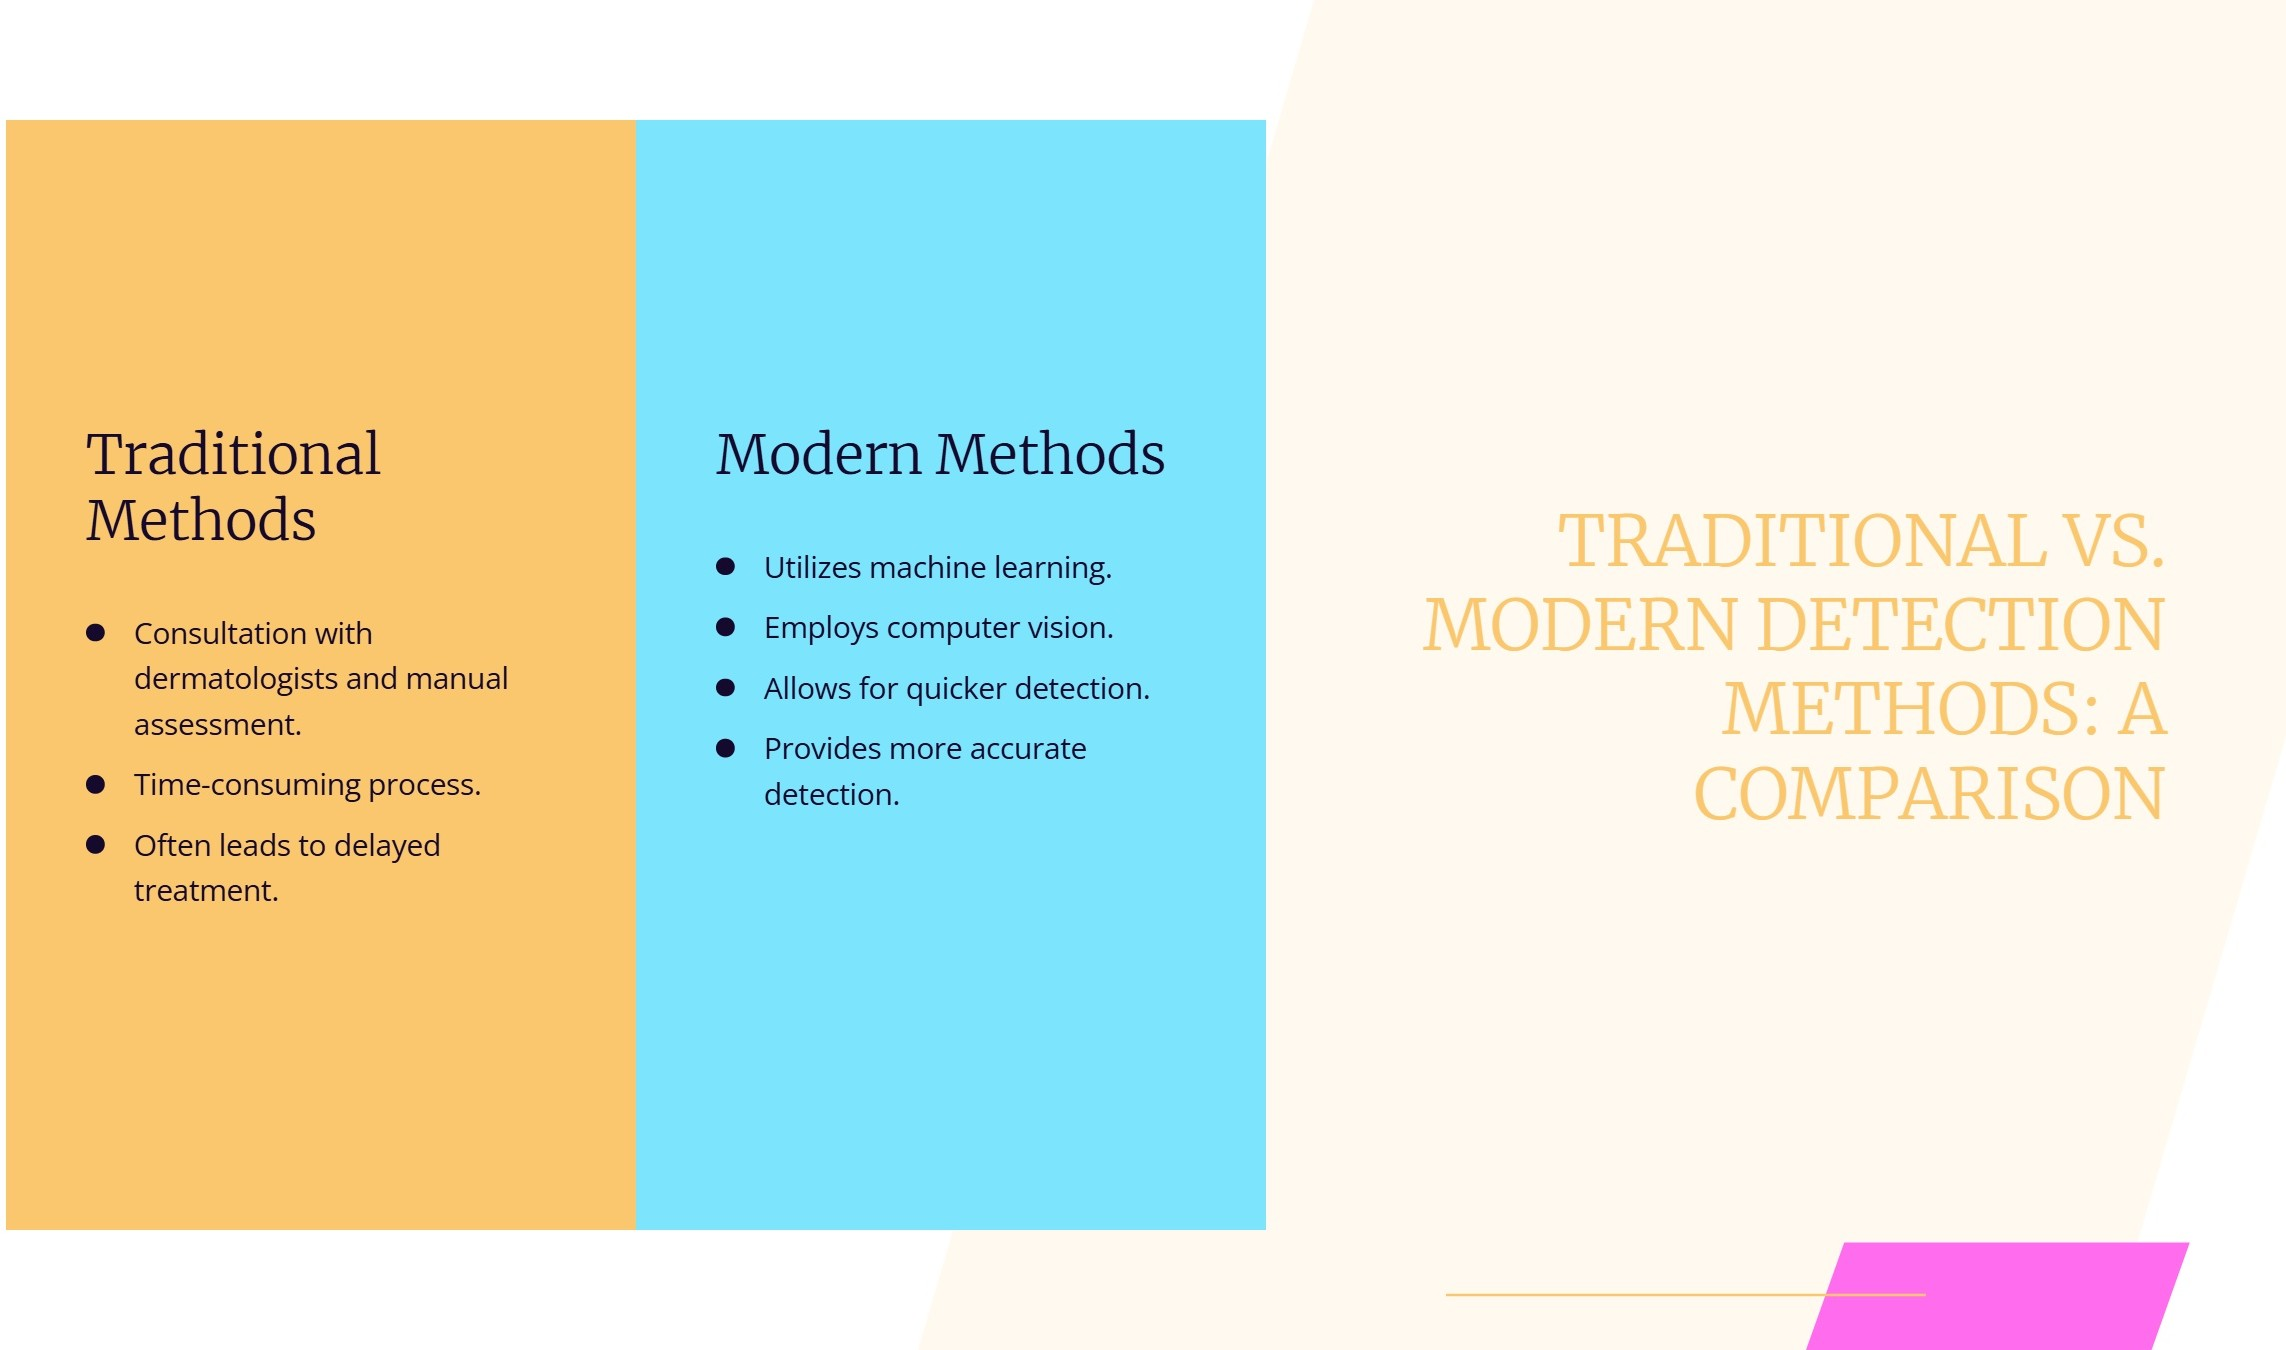 Traditional
Methods
● Consultation with
dermatologists and manual
assessment.
● Time-consuming process.
● Often leads to delayed
treatment.
Modern Methods
● Utilizes machine learning.
● Employs computer vision.
● Allows for quicker detection.
● Provides more accurate
detection.
TRADITIONAL VS.
MODERN DETECTION
METHODS: A
COMPARISON